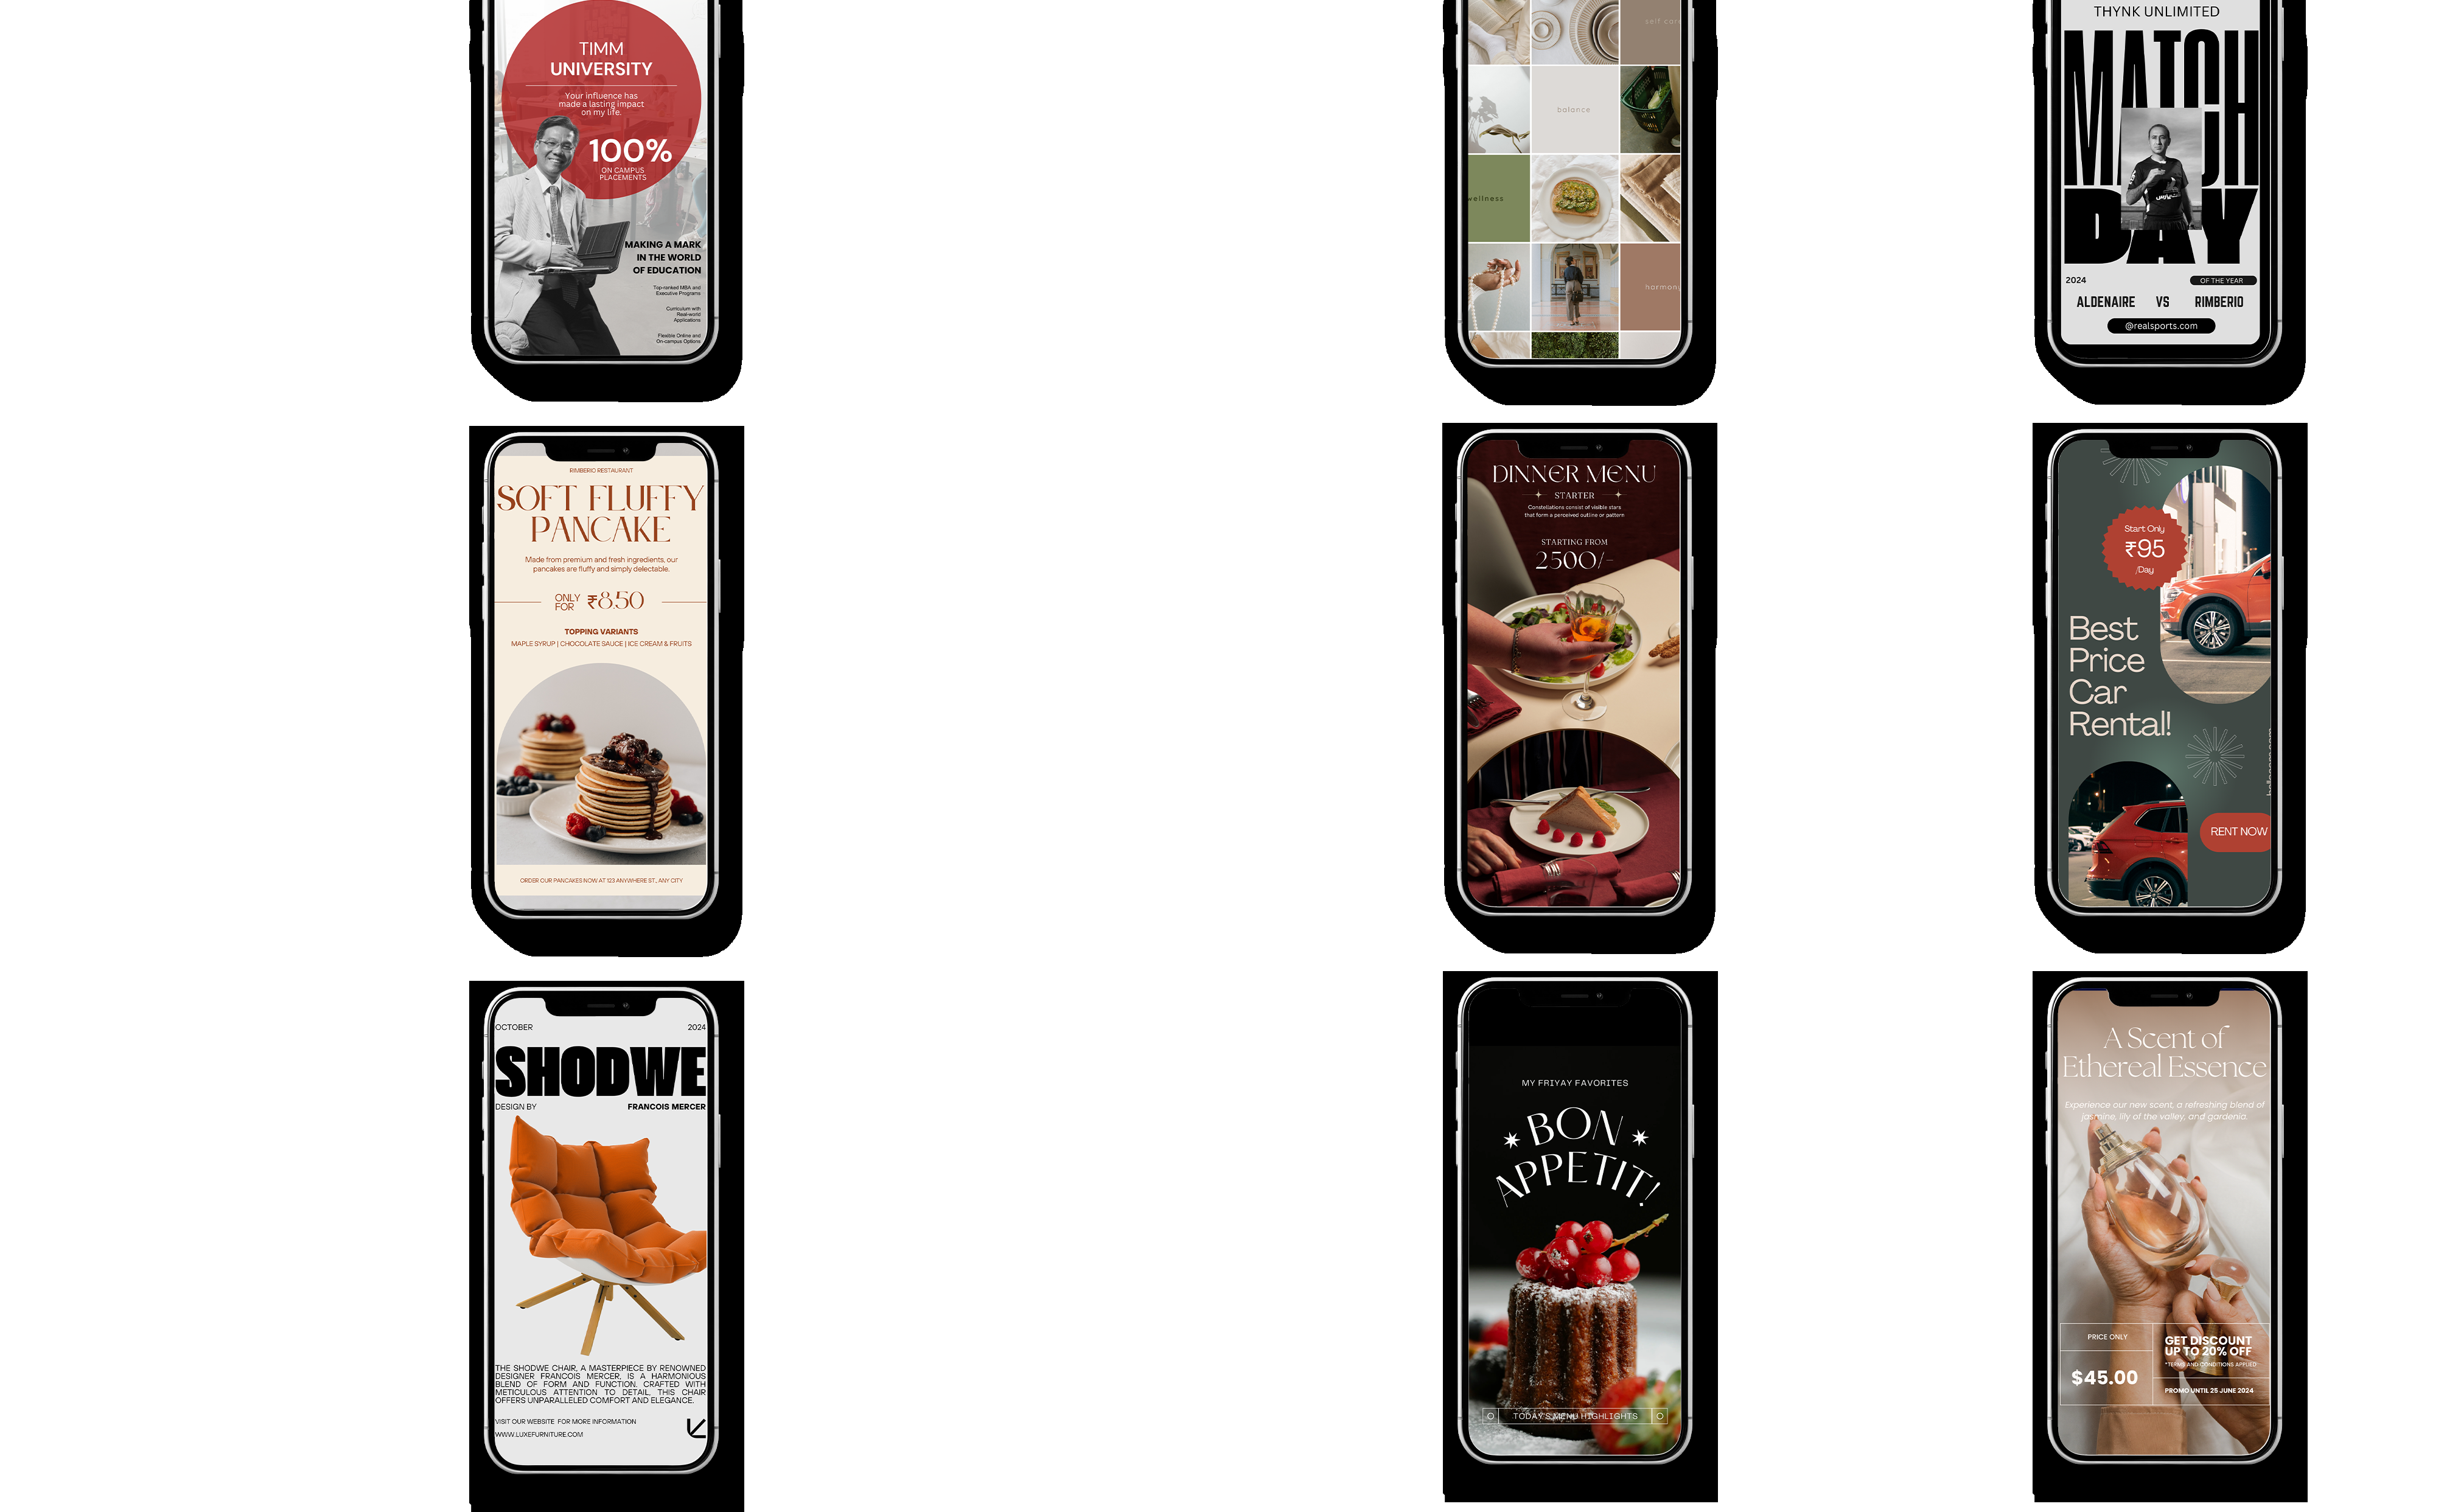 TIMM
UNIVERSITY
Your influence has
made a lasting impact
on my life.
100%
ON CAMPUS
PLACEMENTS
MAKING A MARK
IN THE WORLD
OF EDUCATION
Top-ranked MBA and
Executive Programs
Curriculum with
Real-world
Applications
Flexible Online and
On-campus Options
self care
balance
wellness
harmony
THYNK UNLIMITED
MATCH
DAY
2024
OF THE YEAR
ALDENAIRE VS RIMBERIO
@realsports.com
RIMBERIO RESTAURANT
SOFT FLUFFY
PANCAKE
Made from premium and fresh ingredients, our
pancakes are fluffy and simply delectable.
ONLY
FOR ₹8.50
TOPPING VARIANTS
MAPLE SYRUP | CHOCOLATE SAUCE | ICE CREAM & FRUITS
ORDER OUR PANCAKES NOW AT 123 ANYWHERE ST., ANY CITY
DINNER MENU
STARTER
Constellations consist of visible stars
that form a perceived outline or pattern
STARTING FROM
2500/-
Start Only
₹95
/Day
Best
Price
Car
Rental!
RENT NOW
OCTOBER 2024
SHODWE
DESIGN BY FRANCOIS MERCER
THE SHODWE CHAIR, A MASTERPIECE BY RENOWNED
DESIGNER FRANCOIS MERCER, IS A HARMONIOUS
BLEND OF FORM AND FUNCTION. CRAFTED WITH
METICULOUS ATTENTION TO DETAIL, THIS CHAIR
OFFERS UNPARALLELED COMFORT AND ELEGANCE.
VISIT OUR WEBSITE FOR MORE INFORMATION
WWW.LUXEFURNITURE.COM
MY FRIYAY FAVORITES
BON
APPETIT!
TODAY'S MENU HIGHLIGHTS
A Scent of
Ethereal Essence
Experience our new scent, a refreshing blend of
jasmine, lily of the valley, and gardenia.
PRICE ONLY
$45.00
GET DISCOUNT
UP TO 20% OFF
*TERMS AND CONDITIONS APPLIED
PROMO UNTIL 25 JUNE 2024